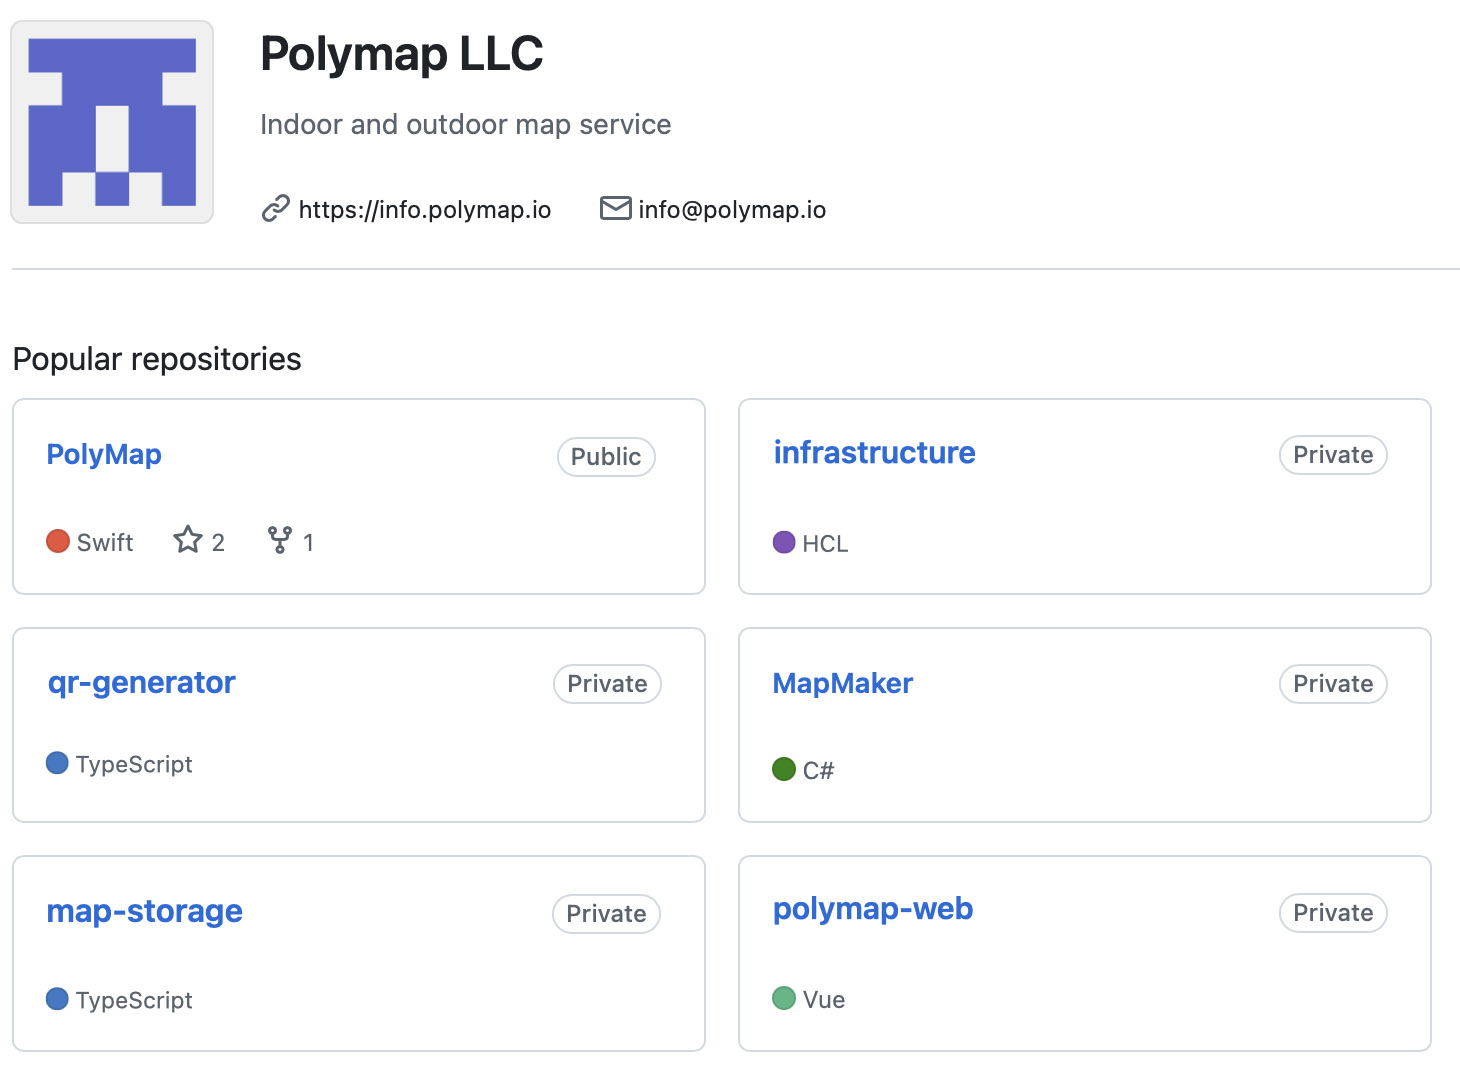 Polymap LLC
Indoor and outdoor map service
https://info.polymap.io info@polymap.io
Popular repositories
PolyMap Public
Swift 2 1
infrastructure Private
HCL
qr-generator Private
TypeScript
MapMaker Private
C#
map-storage Private
TypeScript
polymap-web Private
Vue